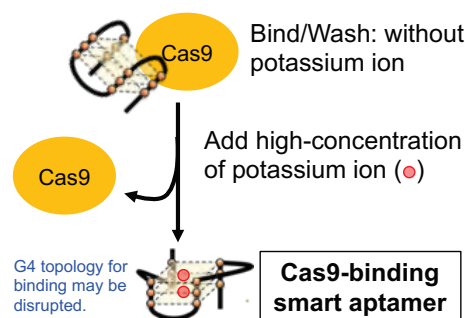 Cas9
Bind/Wash: without
potassium ion
Add high-concentration
of potassium ion ( )
Cas9
G4 topology for
binding may be
disrupted.
Cas9-binding
smart aptamer